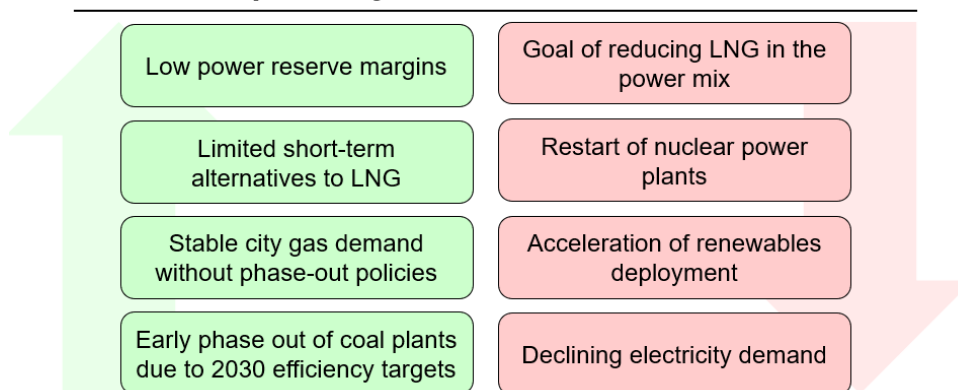 Low power reserve margins
Goal of reducing LNG in the
power mix
Limited short-term
alternatives to LNG
Restart of nuclear power
plants
Stable city gas demand
without phase-out policies
Acceleration of renewables
deployment
Early phase out of coal plants
due to 2030 efficiency targets
Declining electricity demand